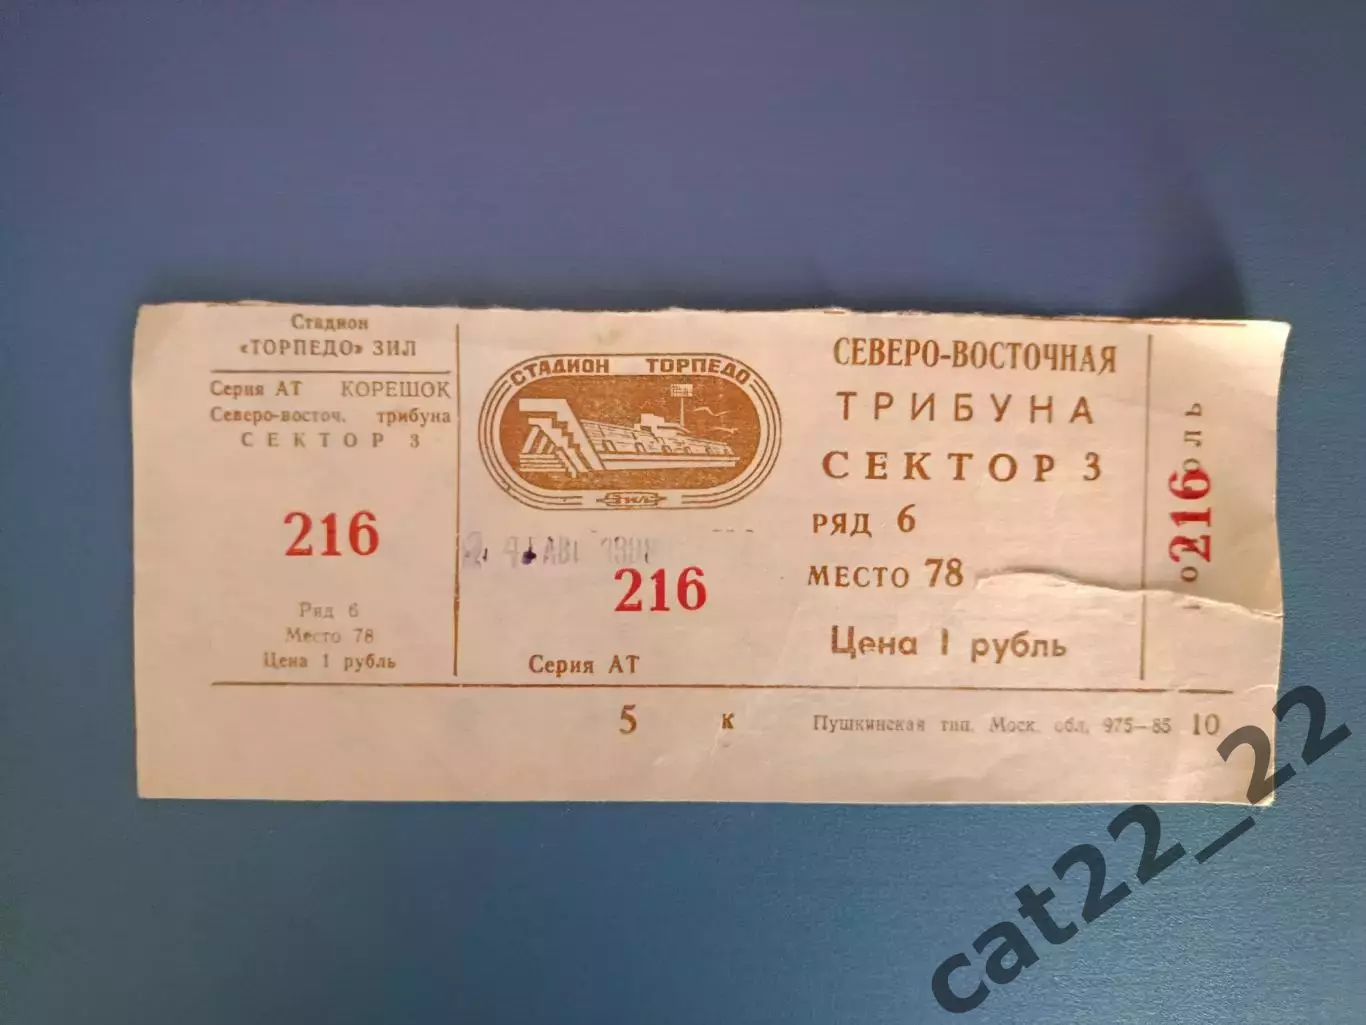 Стадион
«ТОРПЕДО» ЗИЛ
Серия АТ КОРЕШОК
Северо-восточ. трибуна
СЕКТОР 3
216
Ряд 6
Место 78
Цена 1 рубль
СТАДИОН ТОРПЕДО
ЗИЛ
АВГ
216
Серия АТ
СЕВЕРО-ВОСТОЧНАЯ
ТРИБУНА
СЕКТОР 3
РЯД 6
МЕСТО 78
Цена 1 рубль
216
5 к Пушкинская тип. Моск. обл. 975—85 10
cat22_22